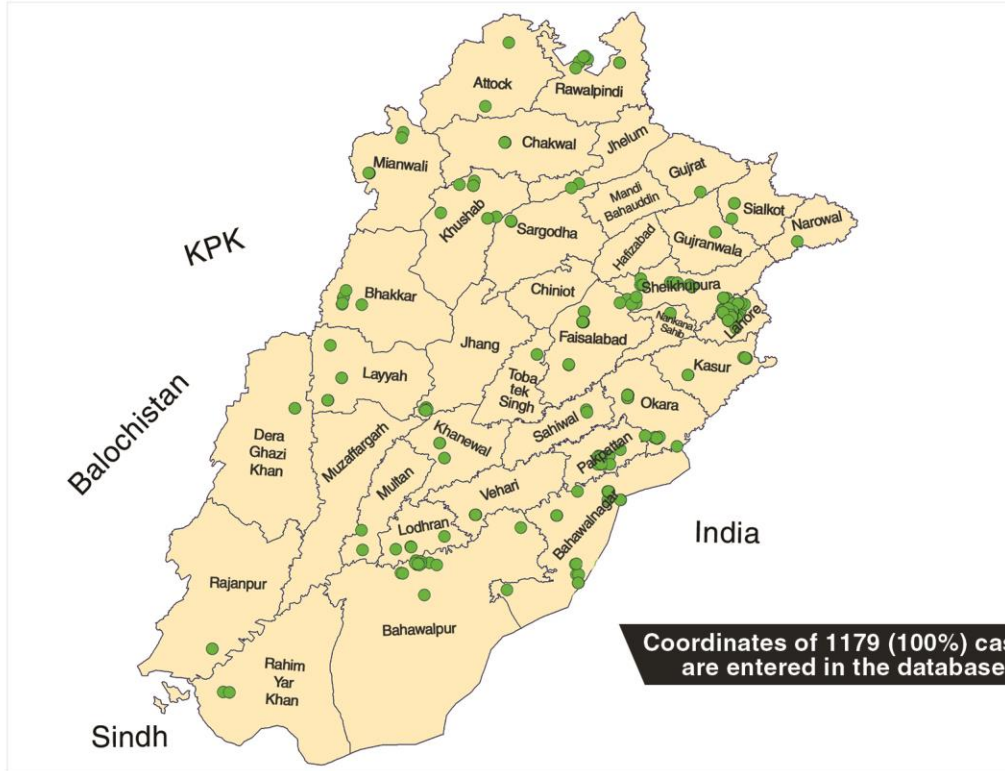 Attock
Rawalpindi
Chakwal
Jhelum
Mianwali
Gujrat
Mandi
Bahauddin
Khushab
Sialkot
Narowal
Sargodha
Hafizabad
Gujranwala
KPK
Bhakkar
Chiniot
Sheikhupura
Lahore
Nankana
Sahib
Faisalabad
Jhang
Kasur
Layyah
Toba
tek
Singh
Okara
Balochistan
Dera
Ghazi
Khan
Muzaffargarh
Khanewal
Sahiwal
Pakpattan
Multan
Vehari
Lodhran
Bahawalnagar
India
Rajanpur
Bahawalpur
Rahim
Yar
Khan
Sindh
Coordinates of 1179 (100%) cas
are entered in the database